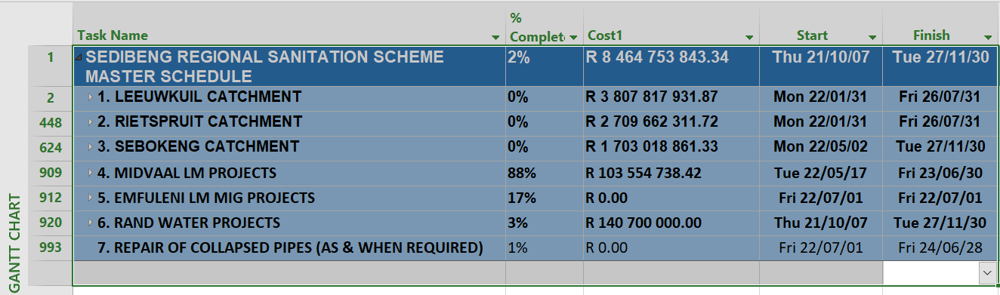 Task Name % Complete Cost1 Start Finish
1 SEDIBENG REGIONAL SANITATION SCHEME MASTER SCHEDULE 2% R 8 464 753 843.34 Thu 21/10/07 Tue 27/11/30
2 1. LEEUWKUIL CATCHMENT 0% R 3 807 817 931.87 Mon 22/01/31 Fri 26/07/31
448 2. RIETSPRUIT CATCHMENT 0% R 2 709 662 311.72 Mon 22/01/31 Fri 26/07/31
624 3. SEBOKENG CATCHMENT 0% R 1 703 018 861.33 Mon 22/05/02 Tue 27/11/30
909 4. MIDVAAL LM PROJECTS 88% R 103 554 738.42 Tue 22/05/17 Fri 23/06/30
912 5. EMFULENI LM MIG PROJECTS 17% R 0.00 Fri 22/07/01 Fri 22/07/01
920 6. RAND WATER PROJECTS 3% R 140 700 000.00 Thu 21/10/07 Tue 27/11/30
993 7. REPAIR OF COLLAPSED PIPES (AS & WHEN REQUIRED) 1% R 0.00 Fri 22/07/01 Fri 24/06/28
GANTT CHART